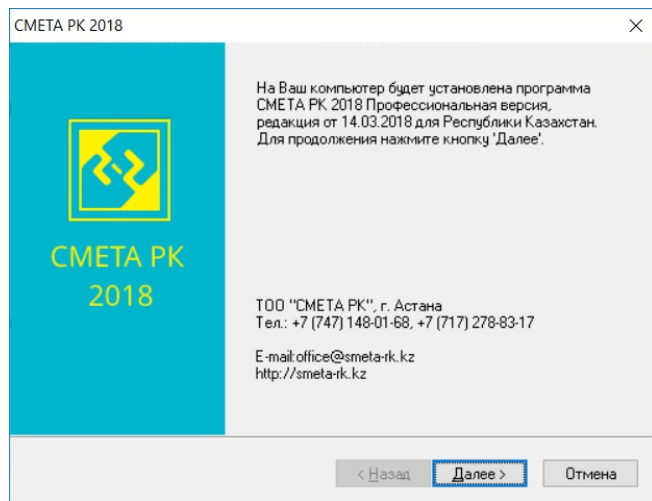 СМЕТА РК 2018
На Ваш компьютер будет установлена программа
СМЕТА РК 2018 Профессиональная версия,
редакция от 14.03.2018 для Республики Казахстан.
Для продолжения нажмите кнопку 'Далее'.
СМЕТА РК
2018
ТОО "СМЕТА РК", г. Астана
Тел.: +7 (747) 148-01-68, +7 (717) 278-83-17
E-mail:office@smeta-rk.kz
http://smeta-rk.kz
< Назад
Далее >
Отмена